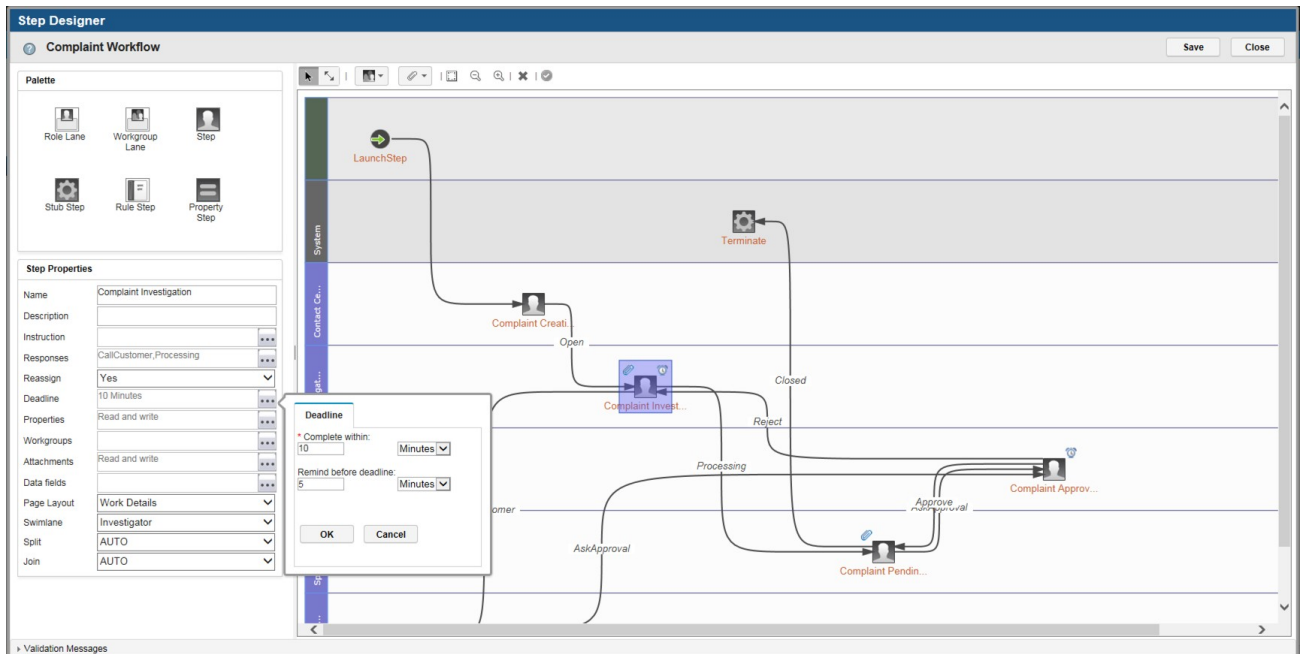 Step Designer
Complaint Workflow
Save
Close
Palette
Role Lane
Workgroup
Lane
Step
Stub Step
Rule Step
Property
Step
Step Properties
Name
Complaint Investigation
Description
Instruction
Responses
CallCustomer,Processing
Reassign
Yes
Deadline
10 Minutes
Properties
Read and write
Workgroups
Attachments
Read and write
Data fields
Page Layout
Work Details
Swimlane
Investigator
Split
AUTO
Join
AUTO
Deadline
* Complete within:
10
Minutes
Remind before deadline:
5
Minutes
OK
Cancel
LaunchStep
System
Terminate
Contact Ce...
Complaint Creati...
Open
Closed
Complaint Invest...
Reject
Processing
Complaint Approv...
omer
Approve
AskApproval
AskApproval
Complaint Pendin...
Validation Messages